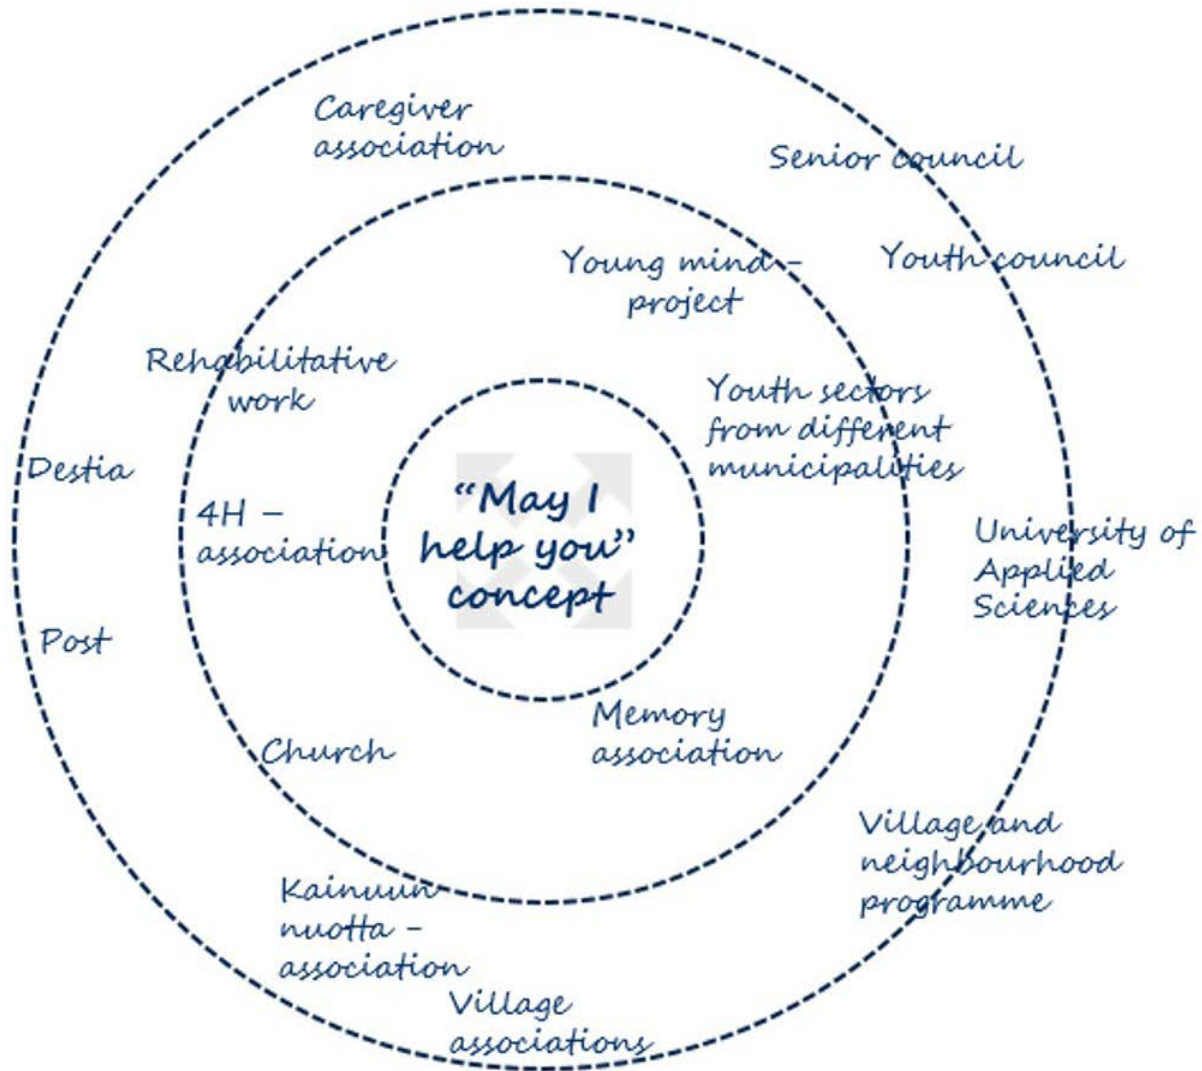 Caregiver
association
Senior council
Young mind –
project
Youth council
Rehabilitative
work
Youth sectors
from different
municipalities
Destia
4H –
association
“May I
help you”
concept
University of
Applied
Sciences
Post
Memory
association
Church
Village and
neighbourhood
programme
Kainuun
nuotta –
association
Village
associations